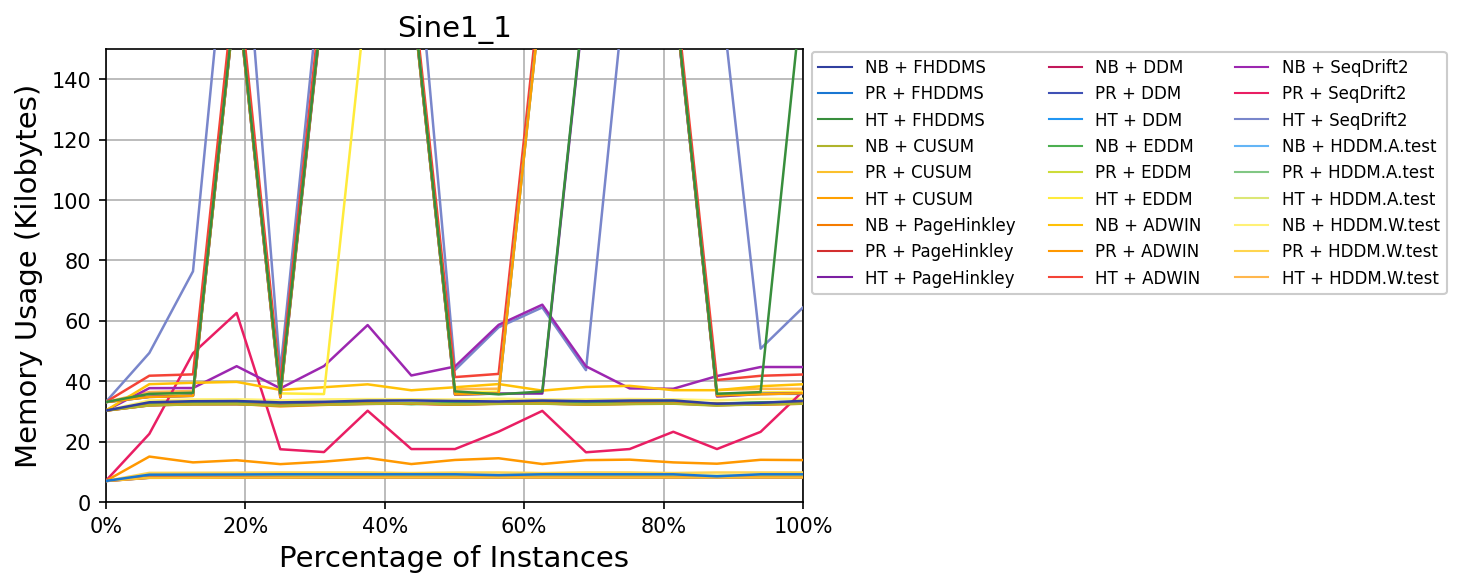 Sine1_1
Memory Usage (Kilobytes)
140
120
100
80
60
40
20
0
0%
20%
40%
60%
80%
100%
Percentage of Instances
NB + FHDDMS
PR + FHDDMS
HT + FHDDMS
NB + CUSUM
PR + CUSUM
HT + CUSUM
NB + PageHinkley
PR + PageHinkley
HT + PageHinkley
NB + DDM
PR + DDM
HT + DDM
NB + EDDM
PR + EDDM
HT + EDDM
NB + ADWIN
PR + ADWIN
HT + ADWIN
NB + SeqDrift2
PR + SeqDrift2
HT + SeqDrift2
NB + HDDM.A.test
PR + HDDM.A.test
HT + HDDM.A.test
NB + HDDM.W.test
PR + HDDM.W.test
HT + HDDM.W.test